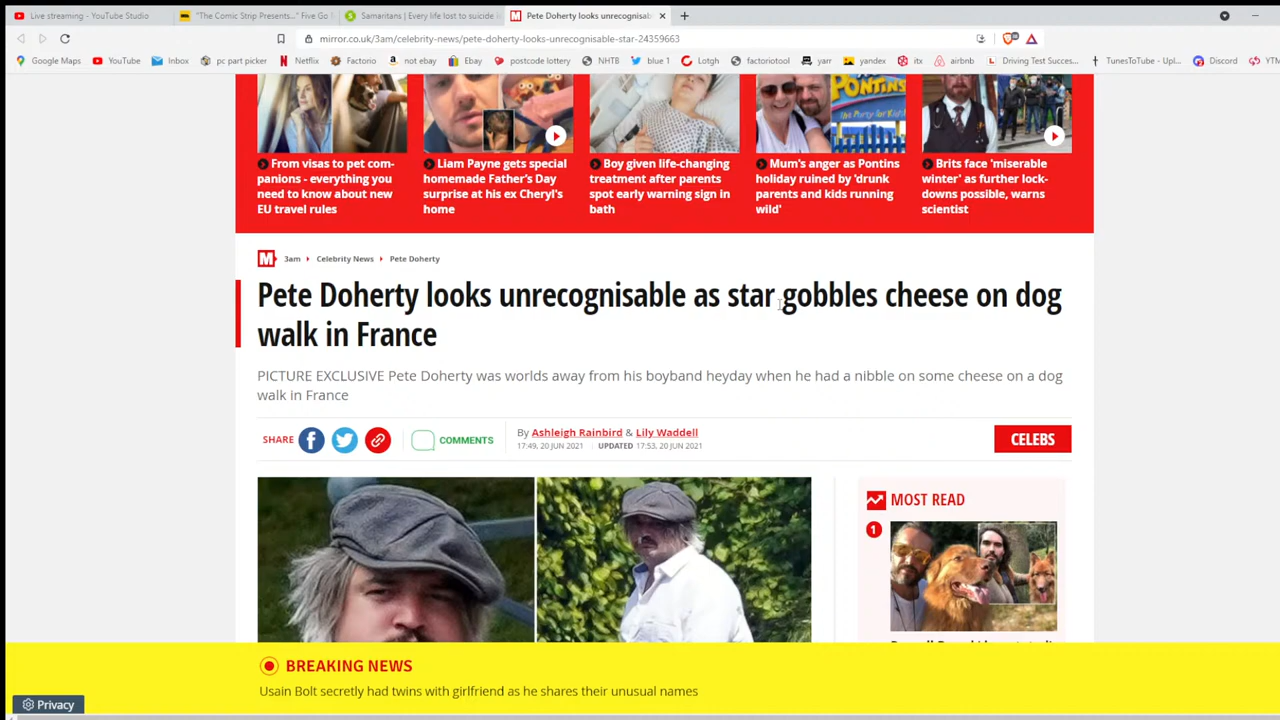 Live streaming - YouTube Studio
"The Comic Strip Presents..." Five Go
Samaritans | Every life lost to suicide is
Pete Doherty looks unrecognisab
mirror.co.uk/3am/celebrity-news/pete-doherty-looks-unrecognisable-star-24359663
Google Maps
YouTube
Inbox
pc part picker
Netflix
Factorio
not ebay
Ebay
postcode lottery
NHTB
blue 1
Lotgh
factoriotool
yarr
yandex
itx
airbnb
Driving Test Succes...
TunesToTube - Upl...
Discord
YTM
PONTINS
From visas to pet com-
panions - everything you
need to know about new
EU travel rules
Liam Payne gets special
homemade Father's Day
surprise at his ex Cheryl's
home
Boy given life-changing
treatment after parents
spot early warning sign in
bath
Mum's anger as Pontins
holiday ruined by 'drunk
parents and kids running
wild'
Brits face 'miserable
winter' as further lock-
downs possible, warns
scientist
M
3am
Celebrity News
Pete Doherty
Pete Doherty looks unrecognisable as star gobbles cheese on dog
walk in France
PICTURE EXCLUSIVE Pete Doherty was worlds away from his boyband heyday when he had a nibble on some cheese on a dog
walk in France
SHARE
COMMENTS
By Ashleigh Rainbird & Lily Waddell
17:49, 20 JUN 2021 | UPDATED 17:53, 20 JUN 2021
CELEBS
MOST READ
1
BREAKING NEWS
Usain Bolt secretly had twins with girlfriend as he shares their unusual names
Privacy